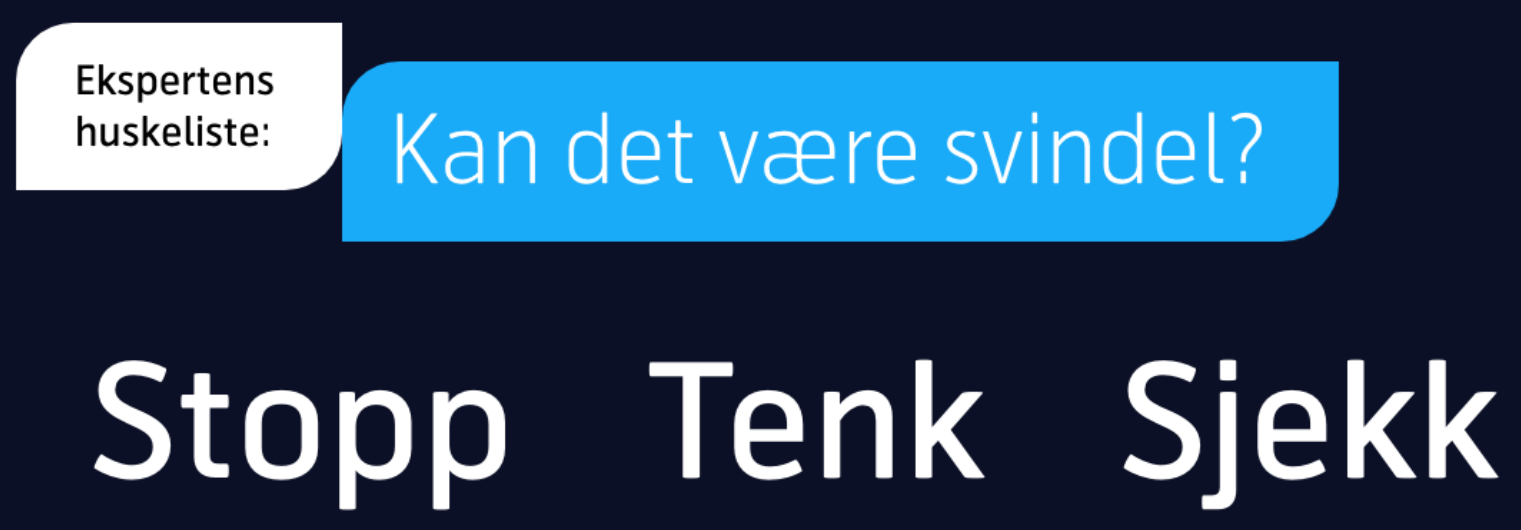 Ekspertens
huskeliste:
Kan det være svindel?
Stopp Tenk Sjekk